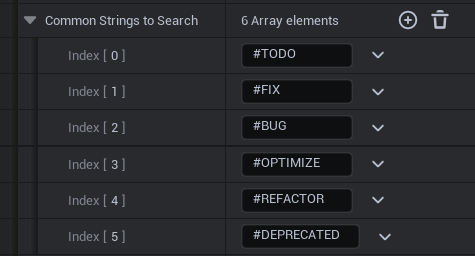 Common Strings to Search 6 Array elements
Index [ 0 ] #TODO
Index [ 1 ] #FIX
Index [ 2 ] #BUG
Index [ 3 ] #OPTIMIZE
Index [ 4 ] #REFACTOR
Index [ 5 ] #DEPRECATED